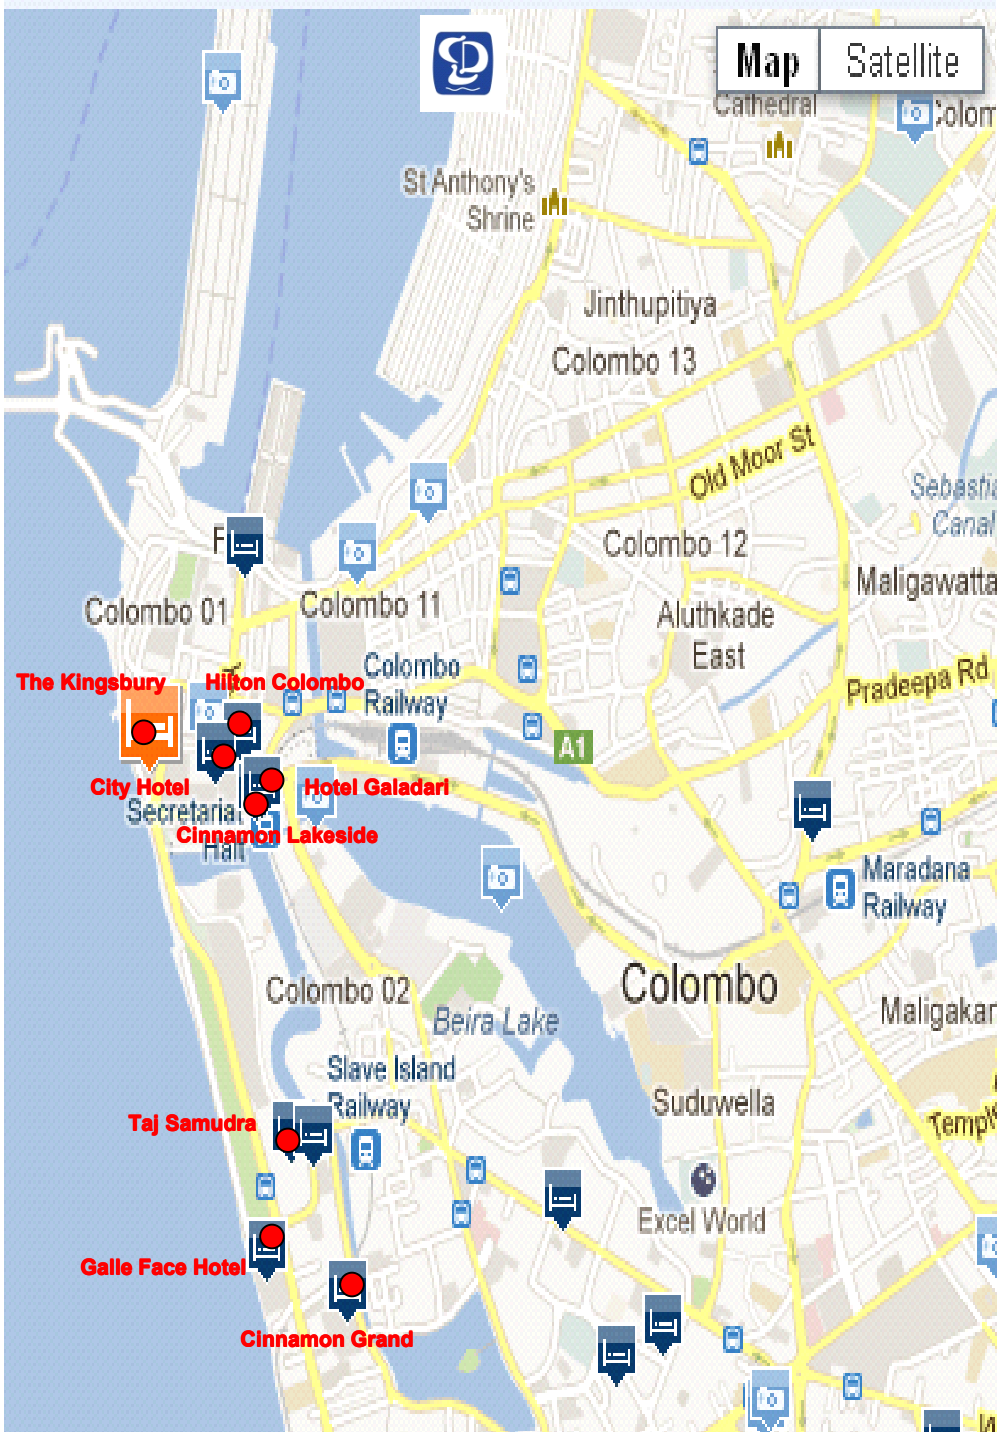 Map
Satellite
Cathedral
St Anthony's
Shrine
Jinthupitiya
Colombo 13
Old Moor St
Canal
Colombo 12
Maligawatta
Colombo 01
Colombo 11
Aluthkade
East
Colombo
Railway
Pradeepa Rd
The Kingsbury
Hilton Colombo
A1
City Hotel
Hotel Galadari
Secretariat
Cinnamon Lakeside
Halt
Maradana
Railway
Colombo 02
Colombo
Beira Lake
Maligakan
Slave Island
Railway
Suduwella
Taj Samudra
Excel World
Galle Face Hotel
Cinnamon Grand